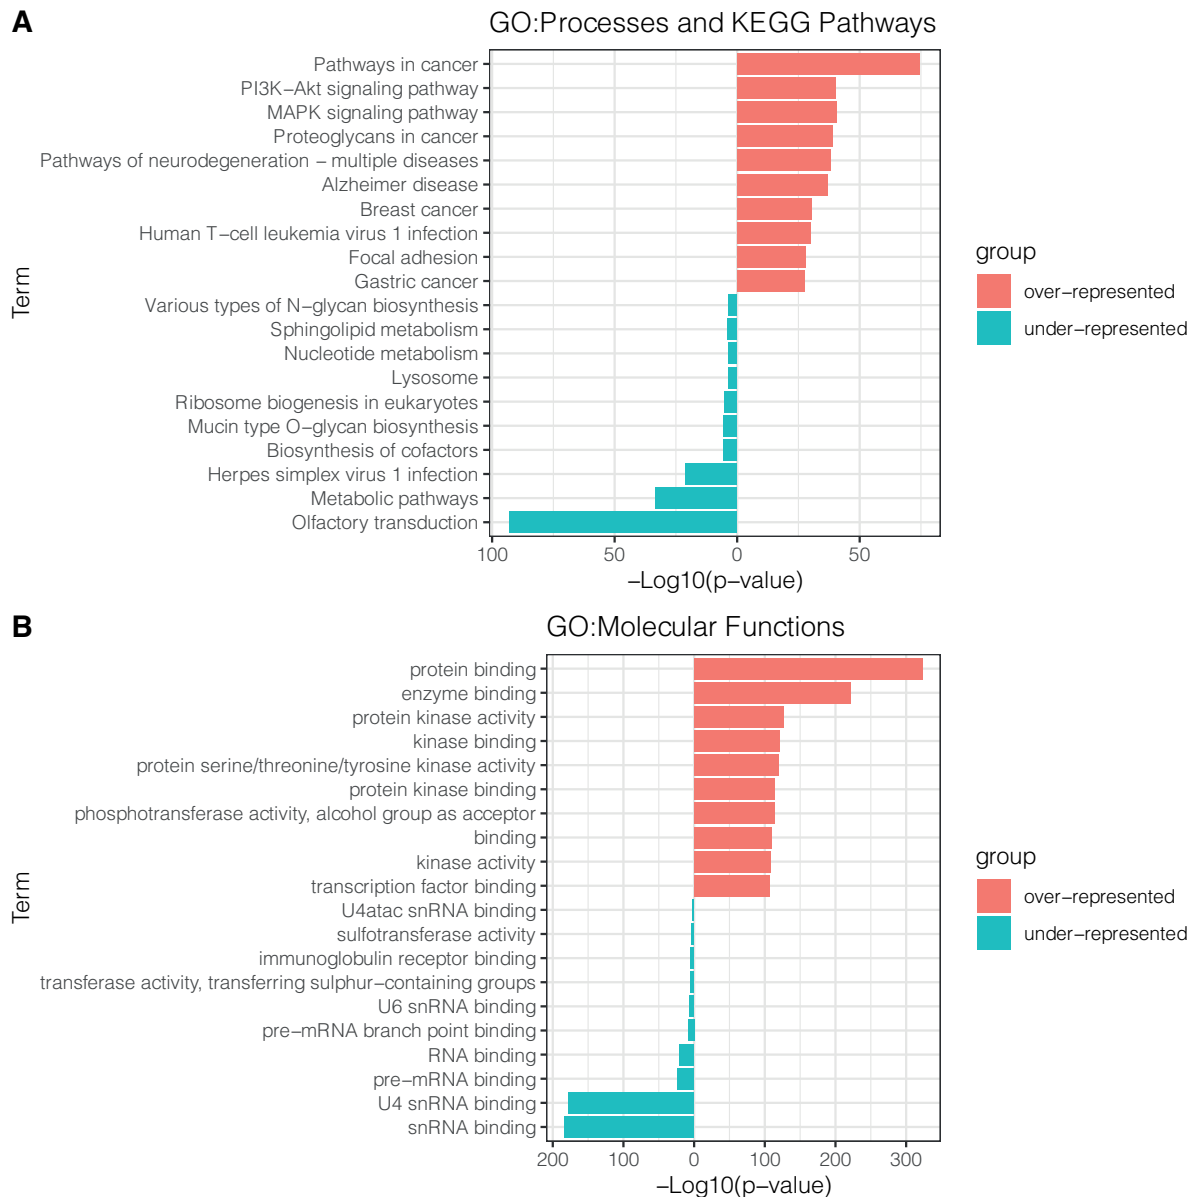 A
GO:Processes and KEGG Pathways
Pathways in cancer
PI3K−Akt signaling pathway
MAPK signaling pathway
Proteoglycans in cancer
Pathways of neurodegeneration − multiple diseases
Alzheimer disease
Breast cancer
Human T−cell leukemia virus 1 infection
Focal adhesion
Gastric cancer
Various types of N−glycan biosynthesis
Sphingolipid metabolism
Nucleotide metabolism
Lysosome
Ribosome biogenesis in eukaryotes
Mucin type O−glycan biosynthesis
Biosynthesis of cofactors
Herpes simplex virus 1 infection
Metabolic pathways
Olfactory transduction
Term
100 50 0 50
−Log10(p−value)
group
over−represented
under−represented
B
GO:Molecular Functions
protein binding
enzyme binding
protein kinase activity
kinase binding
protein serine/threonine/tyrosine kinase activity
protein kinase binding
phosphotransferase activity, alcohol group as acceptor
binding
kinase activity
transcription factor binding
U4atac snRNA binding
sulfotransferase activity
immunoglobulin receptor binding
transferase activity, transferring sulphur−containing groups
U6 snRNA binding
pre−mRNA branch point binding
RNA binding
pre−mRNA binding
U4 snRNA binding
snRNA binding
Term
200 100 0 100 200 300
−Log10(p−value)
group
over−represented
under−represented